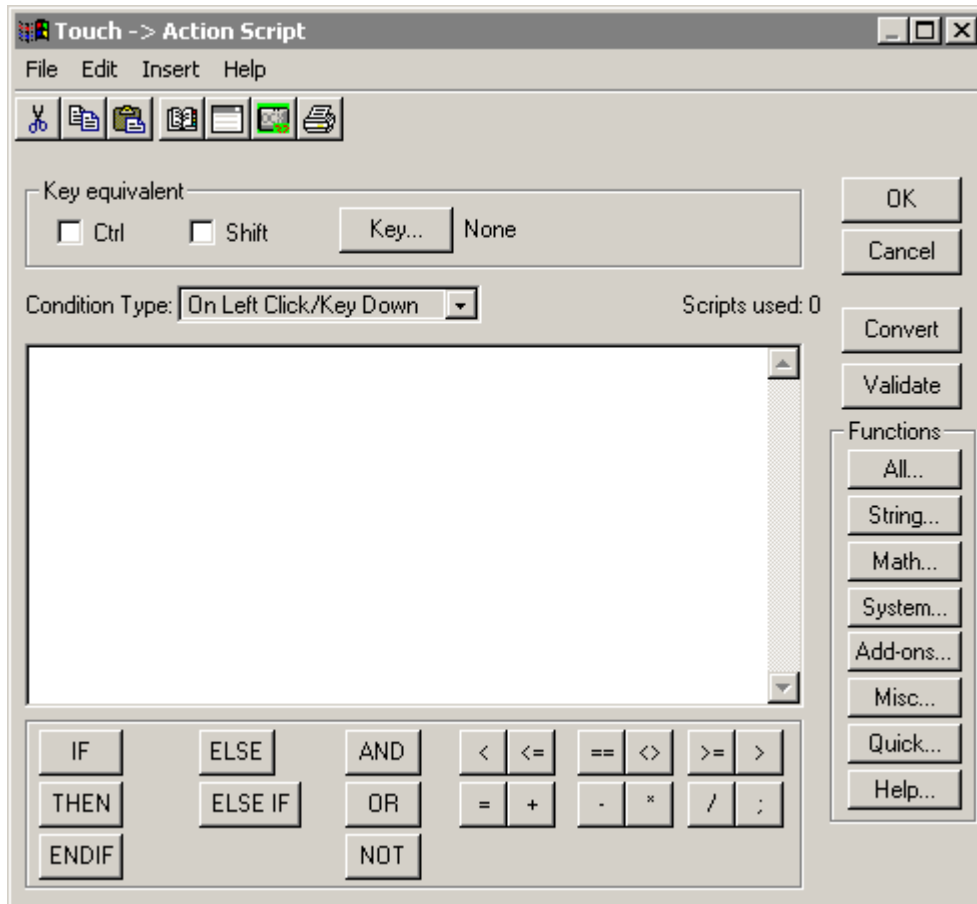 Touch -> Action Script
File Edit Insert Help
Key equivalent
Ctrl Shift Key... None
OK
Cancel
Condition Type: On Left Click/Key Down Scripts used: 0
Convert
Validate
Functions
All...
String...
Math...
System...
Add-ons...
Misc...
Quick...
Help...
IF ELSE AND < <= == <> >= >
THEN ELSE IF OR = + - * / ;
ENDIF NOT